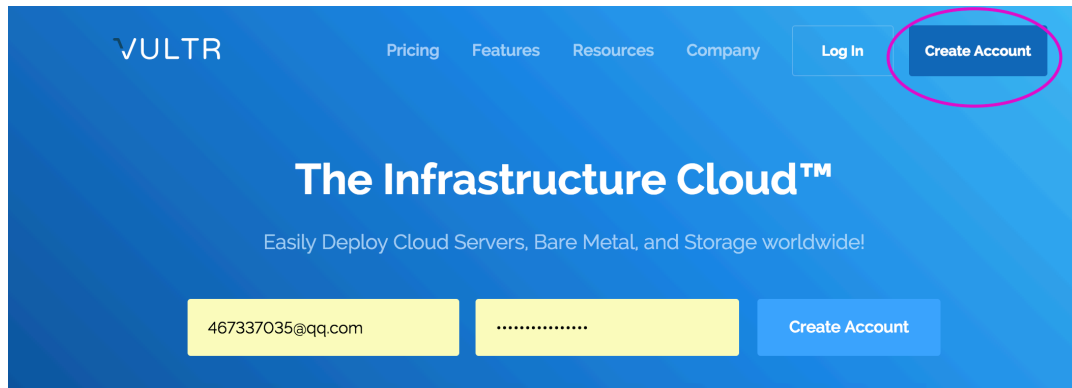 VULTR Pricing Features Resources Company Log In Create Account
The Infrastructure Cloud™
Easily Deploy Cloud Servers, Bare Metal, and Storage worldwide!
467337035@qq.com •••••••••••••••• Create Account